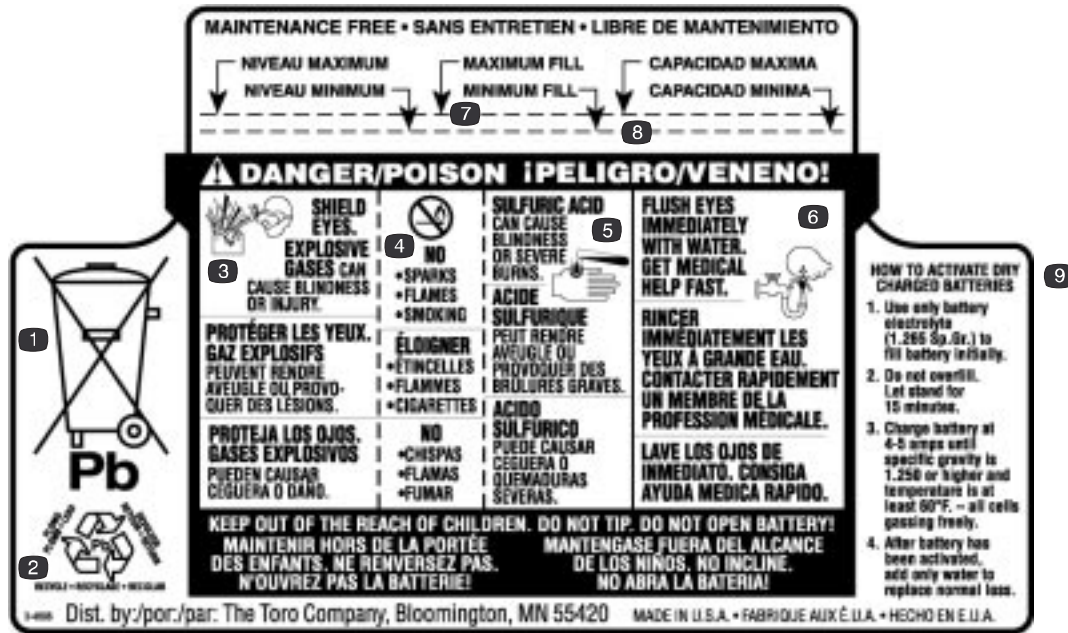 MAINTENANCE FREE • SANS ENTRETIEN • LIBRE DE MANTENIMIENTO
NIVEAU MAXIMUM
NIVEAU MINIMUM
MAXIMUM FILL
MINIMUM FILL
CAPACIDAD MAXIMA
CAPACIDAD MINIMA
7
8
DANGER/POISON ¡PELIGRO/VENENO!
SHIELD
EYES.
EXPLOSIVE
GASES CAN
CAUSE BLINDNESS
OR INJURY.
3
PROTÉGER LES YEUX.
GAZ EXPLOSIFS
PEUVENT RENDRE
AVEUGLE OU PROVO-
QUER DES LÉSIONS.
PROTEJA LOS OJOS.
GASES EXPLOSIVOS
PUEDEN CAUSAR
CEGUERA O DANO.
4
NO
•SPARKS
•FLAMES
•SMOKING
ÉLOIGNER
•ÉTINCELLES
•FLAMMES
•CIGARETTES
NO
•CHISPAS
•FLAMAS
•FUMAR
SULFURIC ACID
CAN CAUSE
BLINDNESS
OR SEVERE
BURNS.
5
ACIDE
SULFURIQUE
PEUT RENDRE
AVEUGLE OU
PROVOQUER DES
BRÛLURES GRAVES.
ACIDO
SULFURICO
PUEDE CAUSAR
CEGUERA O
QUEMADURAS
SEVERAS.
FLUSH EYES
IMMEDIATELY
WITH WATER.
GET MEDICAL
HELP FAST.
6
RINCER
IMMÉDIATEMENT LES
YEUX À GRANDE EAU.
CONTACTER RAPIDEMENT
UN MEMBRE DE LA
PROFESSION MÉDICALE.
LAVE LOS OJOS DE
INMEDIATO. CONSIGA
AYUDA MEDICA RAPIDO.
KEEP OUT OF THE REACH OF CHILDREN. DO NOT TIP. DO NOT OPEN BATTERY!
MAINTENIR HORS DE LA PORTÉE
DES ENFANTS. NE RENVERSEZ PAS.
N'OUVREZ PAS LA BATTERIE!
MANTENGASE FUERA DEL ALCANCE
DE LOS NIÑOS, NO INCLINE.
NO ABRA LA BATERIA!
1
Pb
2
RECYCLE • RECYCLAGE • RECICLAR
9
HOW TO ACTIVATE DRY
CHARGED BATTERIES
1. Use only battery
electrolyte
(1.265 Sp.Gr.) to
fill battery initially.
2. Do not overfill.
Let stand for
15 minutes.
3. Charge battery at
4-5 amps until
specific gravity is
1.250 or higher and
temperature is at
least 60°F. – all cells
gassing freely.
4. After battery has
been activated,
add only water to
replace normal loss.
Dist. by:/por:/par: The Toro Company, Bloomington, MN 55420
MADE IN U.S.A. • FABRIQUE AUX É.U.A. • HECHO EN E.U.A.